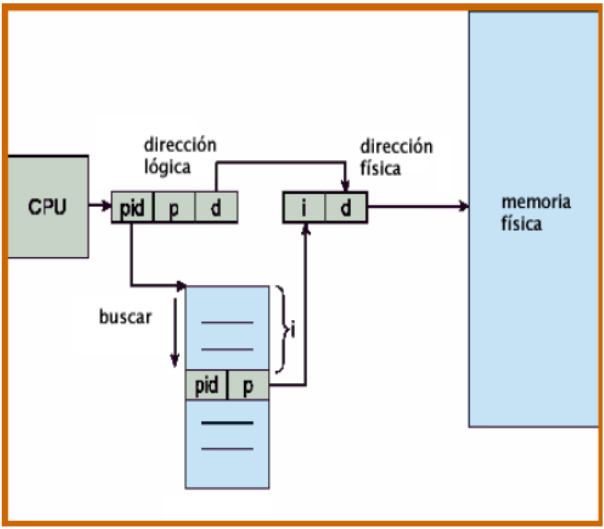 dirección
lógica
dirección
física
CPU
pid p d
i d
memoria
física
buscar
i
pid p